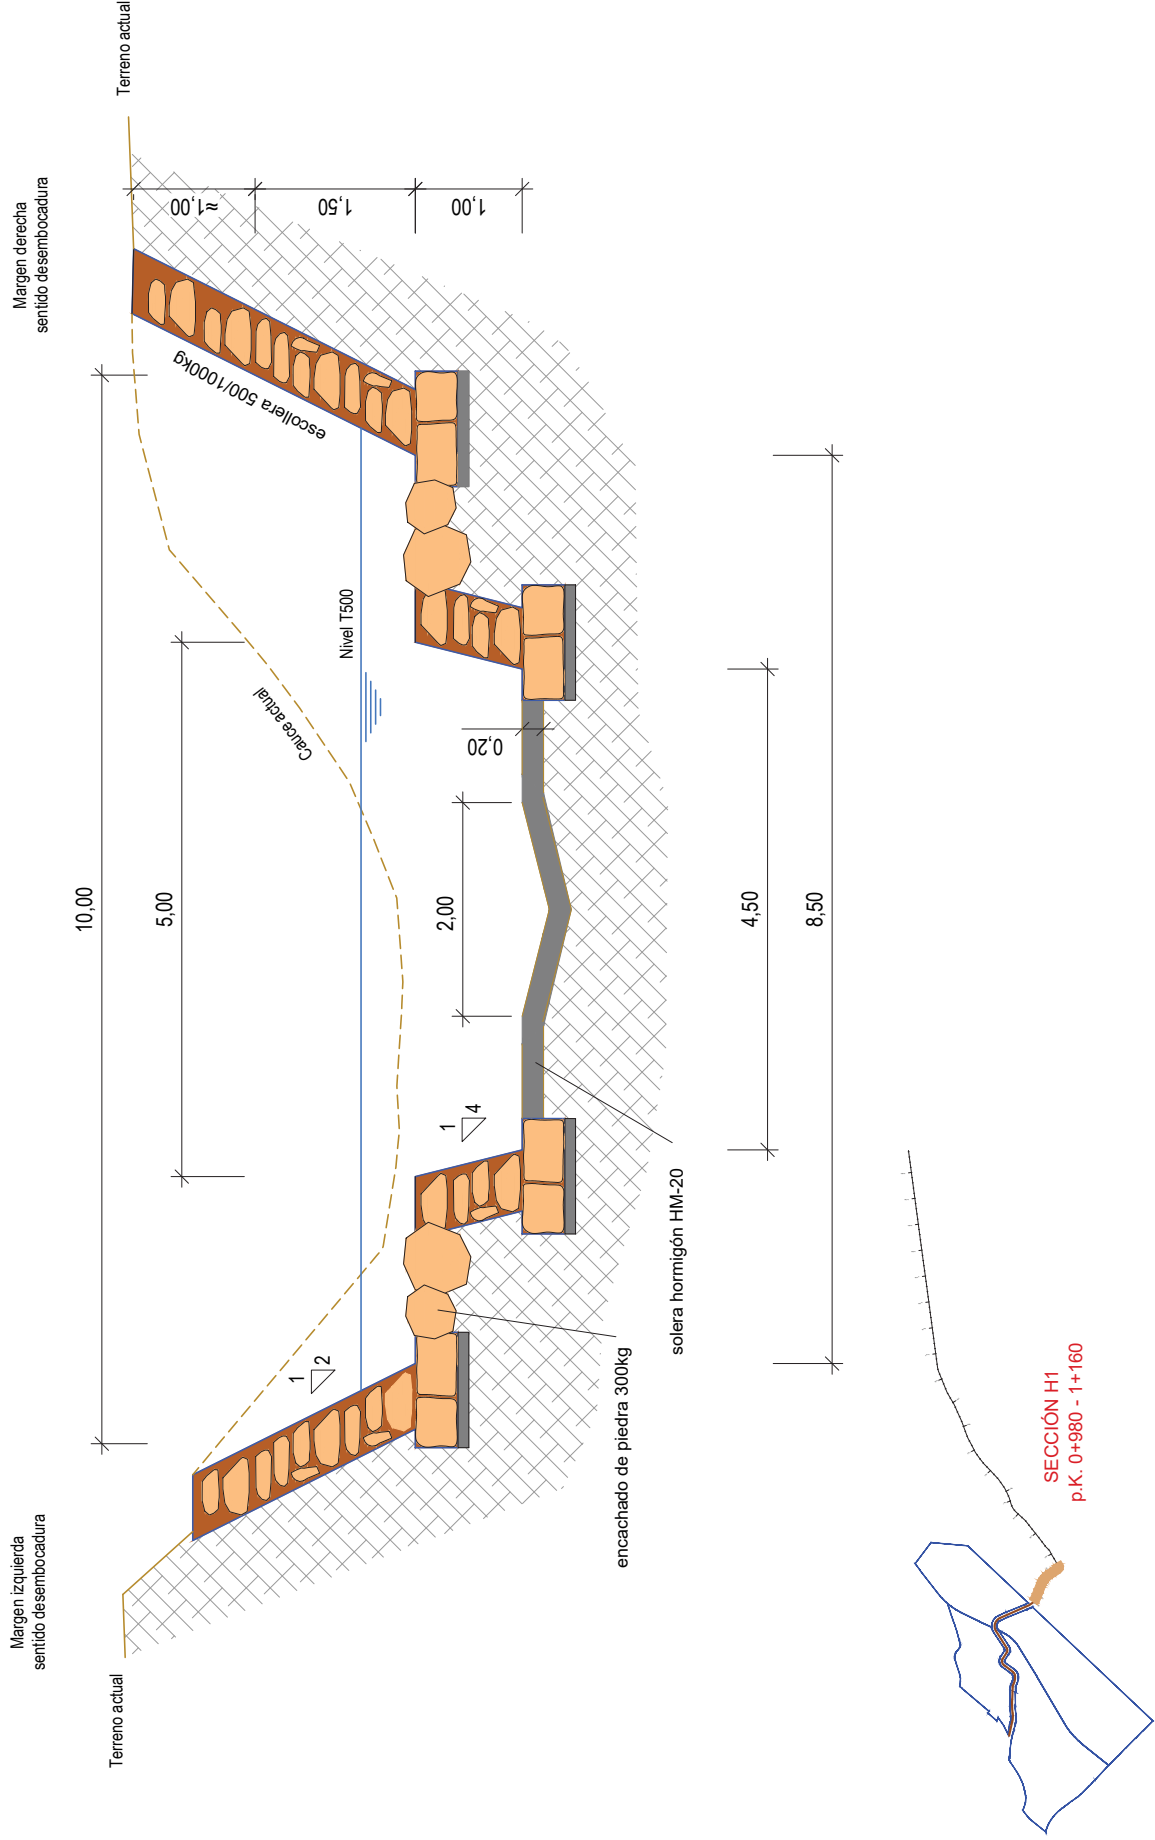 Margen izquierda
sentido desembocadura
Margen derecha
sentido desembocadura
Terreno actual
Terreno actual
10,00
5,00
Cauce actual
Nivel T500
escollera 500/1000kg
≈1,00
1,50
1,00
1
2
1
4
2,00
0,20
encachado de piedra 300kg
solera hormigón HM-20
4,50
8,50
SECCIÓN H1
p.K. 0+980 - 1+160